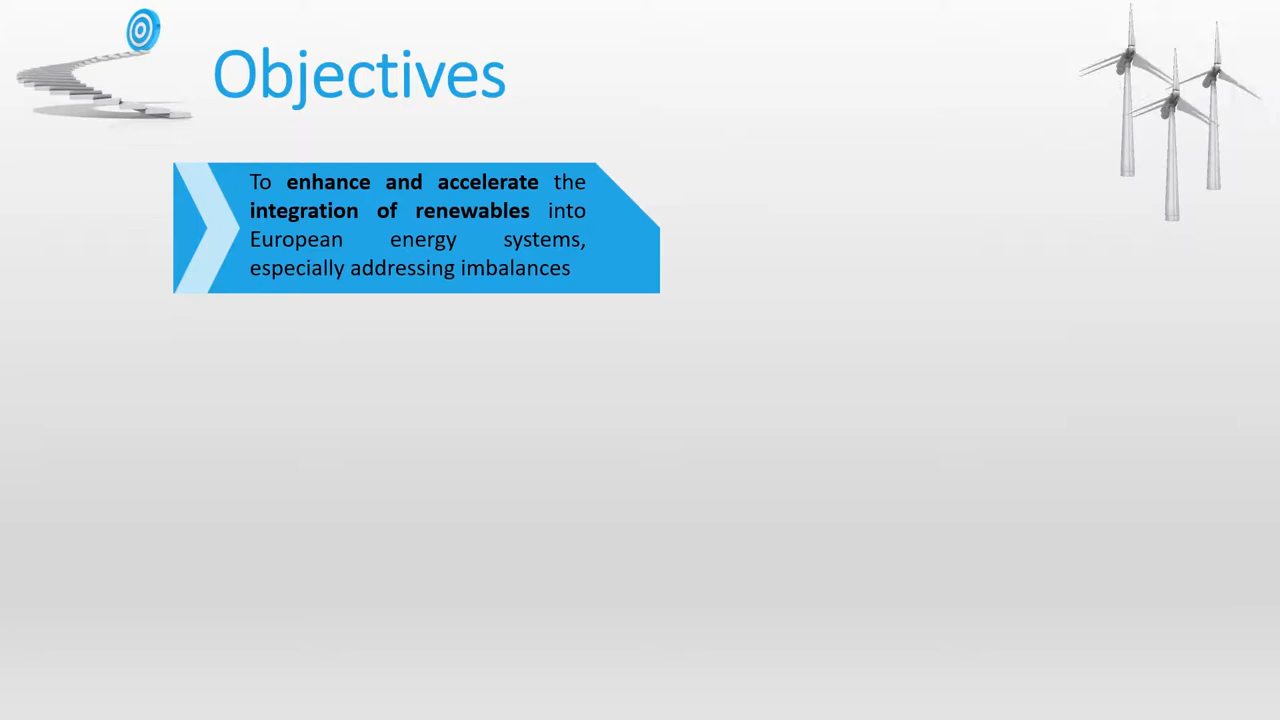 Objectives
To enhance and accelerate the
integration of renewables into
European energy systems,
especially addressing imbalances